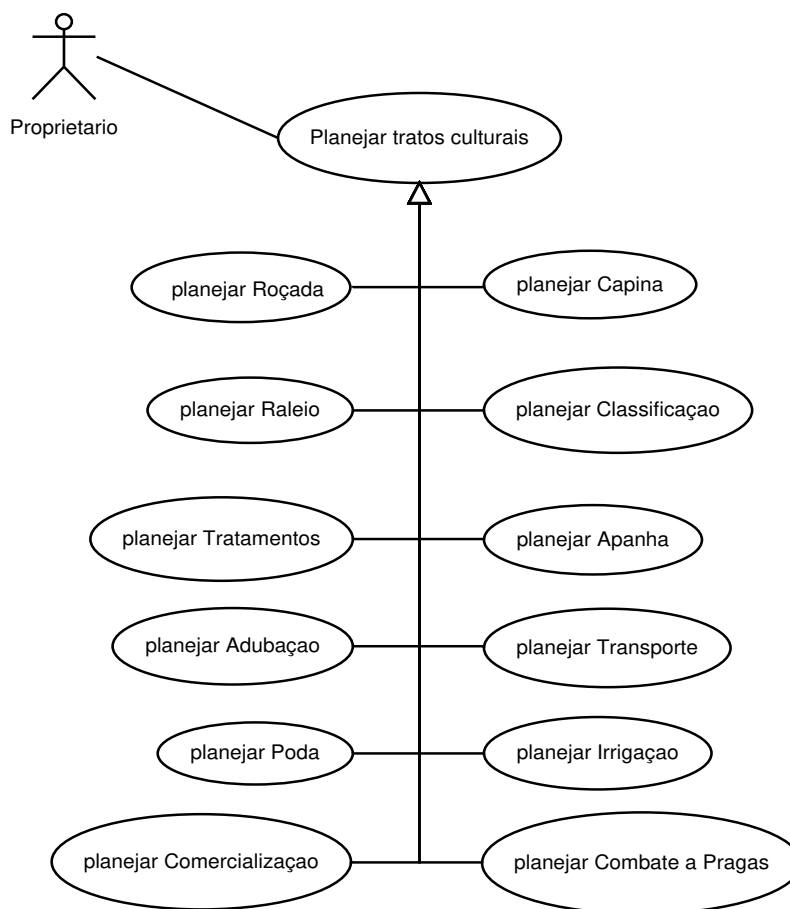 Proprietario
Planejar tratos culturais
planejar Roçada
planejar Capina
planejar Raleio
planejar Classificaçao
planejar Tratamentos
planejar Apanha
planejar Adubaçao
planejar Transporte
planejar Poda
planejar Irrigaçao
planejar Comercializaçao
planejar Combate a Pragas